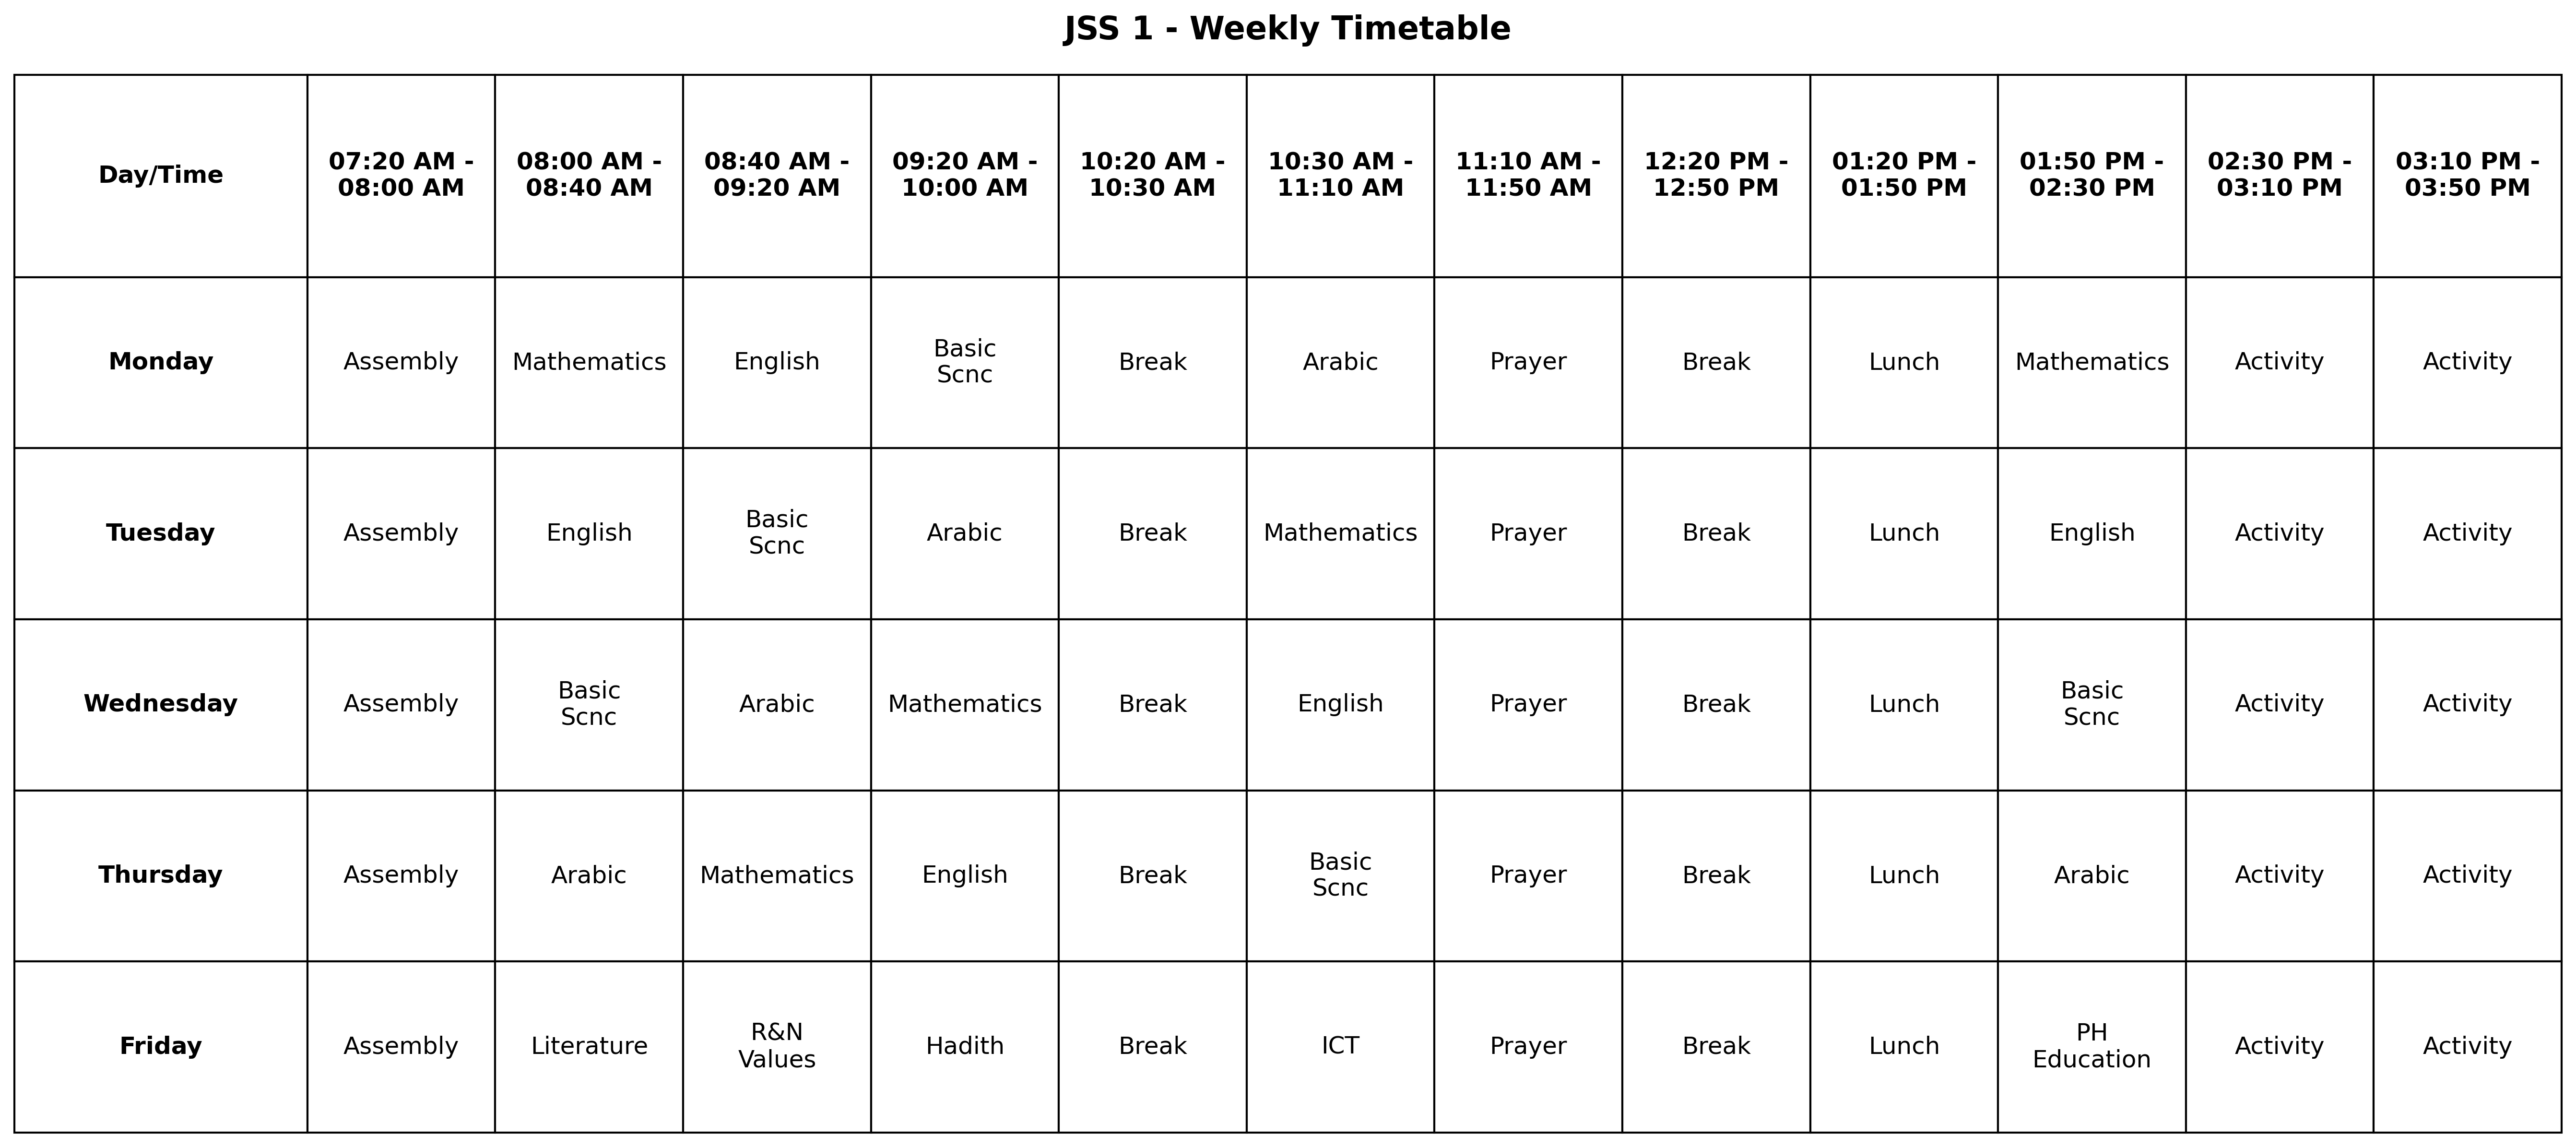 JSS 1 - Weekly Timetable
Day/Time
07:20 AM -
08:00 AM
08:00 AM -
08:40 AM
08:40 AM -
09:20 AM
09:20 AM -
10:00 AM
10:20 AM -
10:30 AM
10:30 AM -
11:10 AM
11:10 AM -
11:50 AM
12:20 PM -
12:50 PM
01:20 PM -
01:50 PM
01:50 PM -
02:30 PM
02:30 PM -
03:10 PM
03:10 PM -
03:50 PM
Monday
Assembly
Mathematics
English
Basic
Scnc
Break
Arabic
Prayer
Break
Lunch
Mathematics
Activity
Activity
Tuesday
Assembly
English
Basic
Scnc
Arabic
Break
Mathematics
Prayer
Break
Lunch
English
Activity
Activity
Wednesday
Assembly
Basic
Scnc
Arabic
Mathematics
Break
English
Prayer
Break
Lunch
Basic
Scnc
Activity
Activity
Thursday
Assembly
Arabic
Mathematics
English
Break
Basic
Scnc
Prayer
Break
Lunch
Arabic
Activity
Activity
Friday
Assembly
Literature
R&N
Values
Hadith
Break
ICT
Prayer
Break
Lunch
PH
Education
Activity
Activity